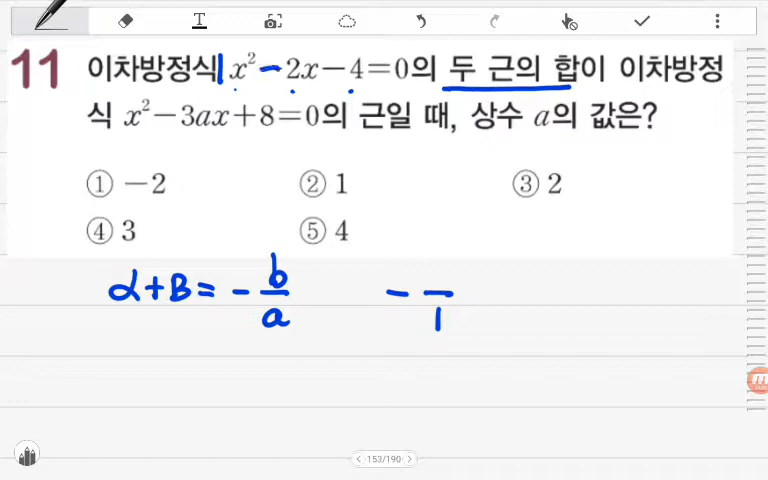 11 이차방정식 1x²-2x-4=0의 두 근의 합이 이차방정
식 x²-3ax+8=0의 근일 때, 상수 a의 값은?
① -2 ② 1 ③ 2
④ 3 ⑤ 4
α+β = - b/a - /1
153/190